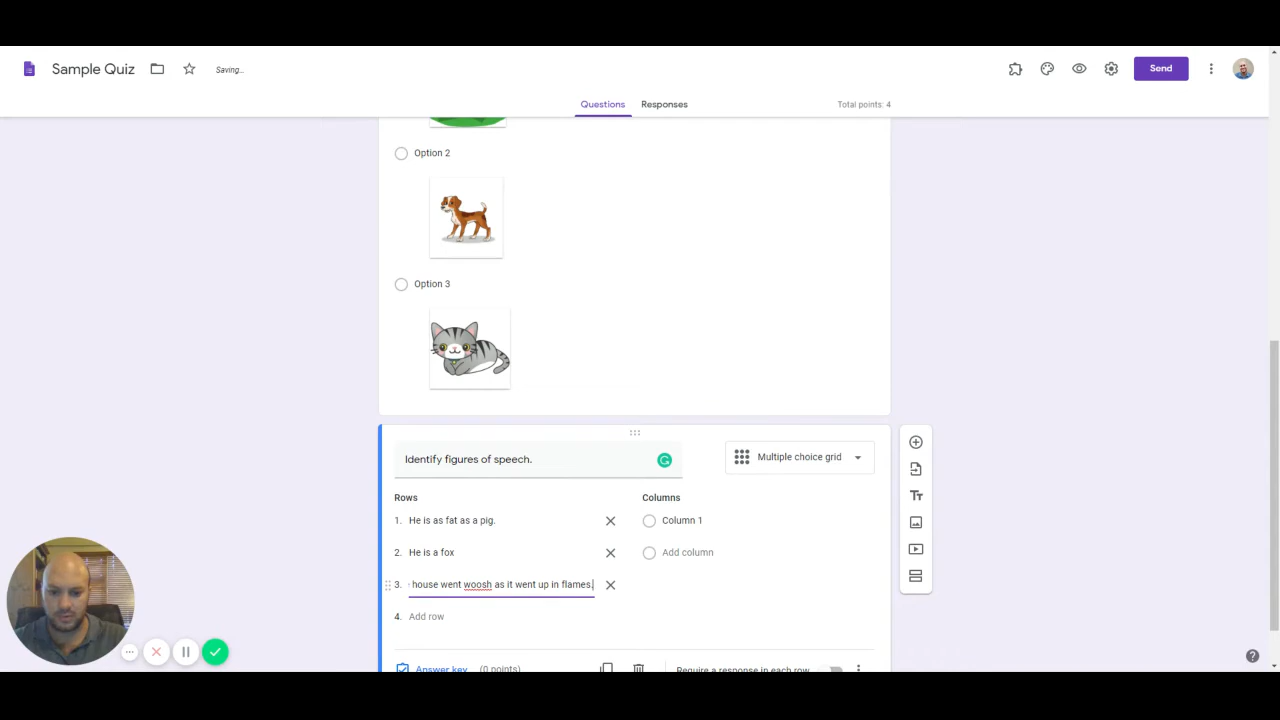 Sample Quiz
Saving...
Send
Questions
Responses
Total points: 4
Option 2
Option 3
Identify figures of speech.
Multiple choice grid
Rows
Columns
1. He is as fat as a pig.
Column 1
2. He is a fox
Add column
3. house went woosh as it went up in flames.
4. Add row
Answer key (0 points)
Require a response in each row